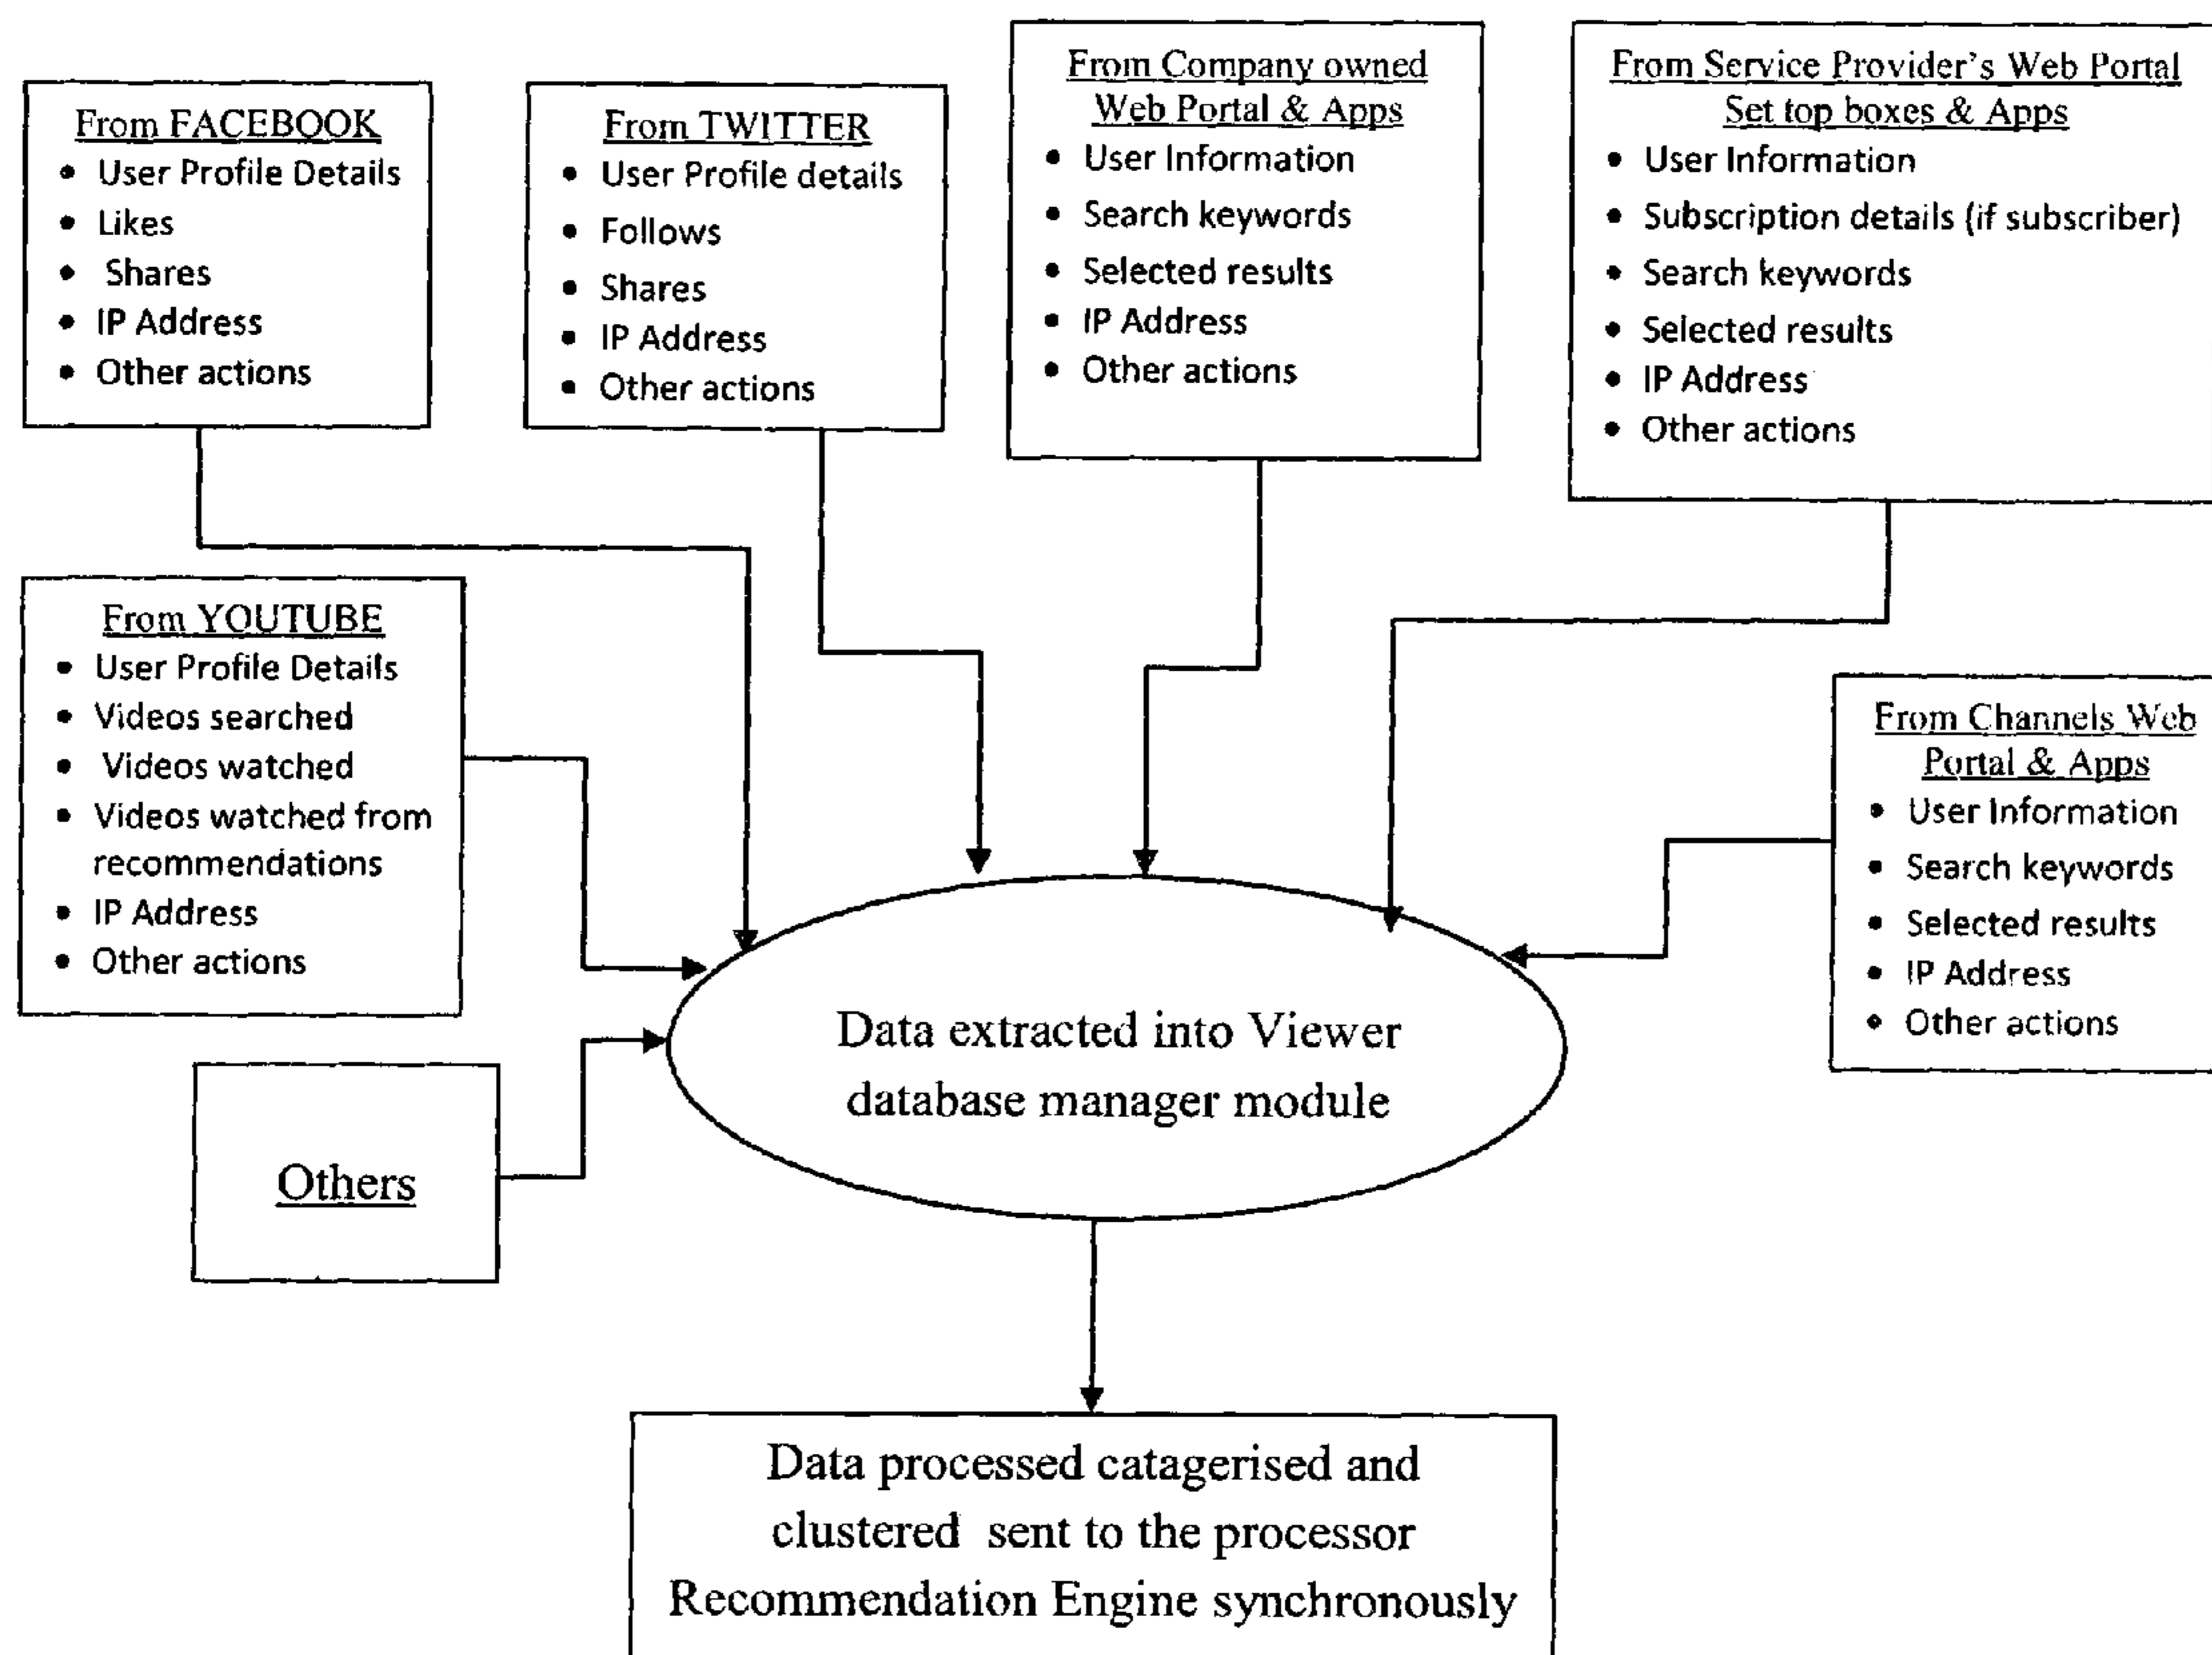 From FACEBOOK
• User Profile Details
• Likes
• Shares
• IP Address
• Other actions
From TWITTER
• User Profile details
• Follows
• Shares
• IP Address
• Other actions
From Company owned
Web Portal & Apps
• User Information
• Search keywords
• Selected results
• IP Address
• Other actions
From Service Provider's Web Portal
Set top boxes & Apps
• User Information
• Subscription details (if subscriber)
• Search keywords
• Selected results
• IP Address
• Other actions
From YOUTUBE
• User Profile Details
• Videos searched
• Videos watched
• Videos watched from
recommendations
• IP Address
• Other actions
From Channels Web
Portal & Apps
• User Information
• Search keywords
• Selected results
• IP Address
• Other actions
Others
Data extracted into Viewer
database manager module
Data processed catagerised and
clustered sent to the processor
Recommendation Engine synchronously